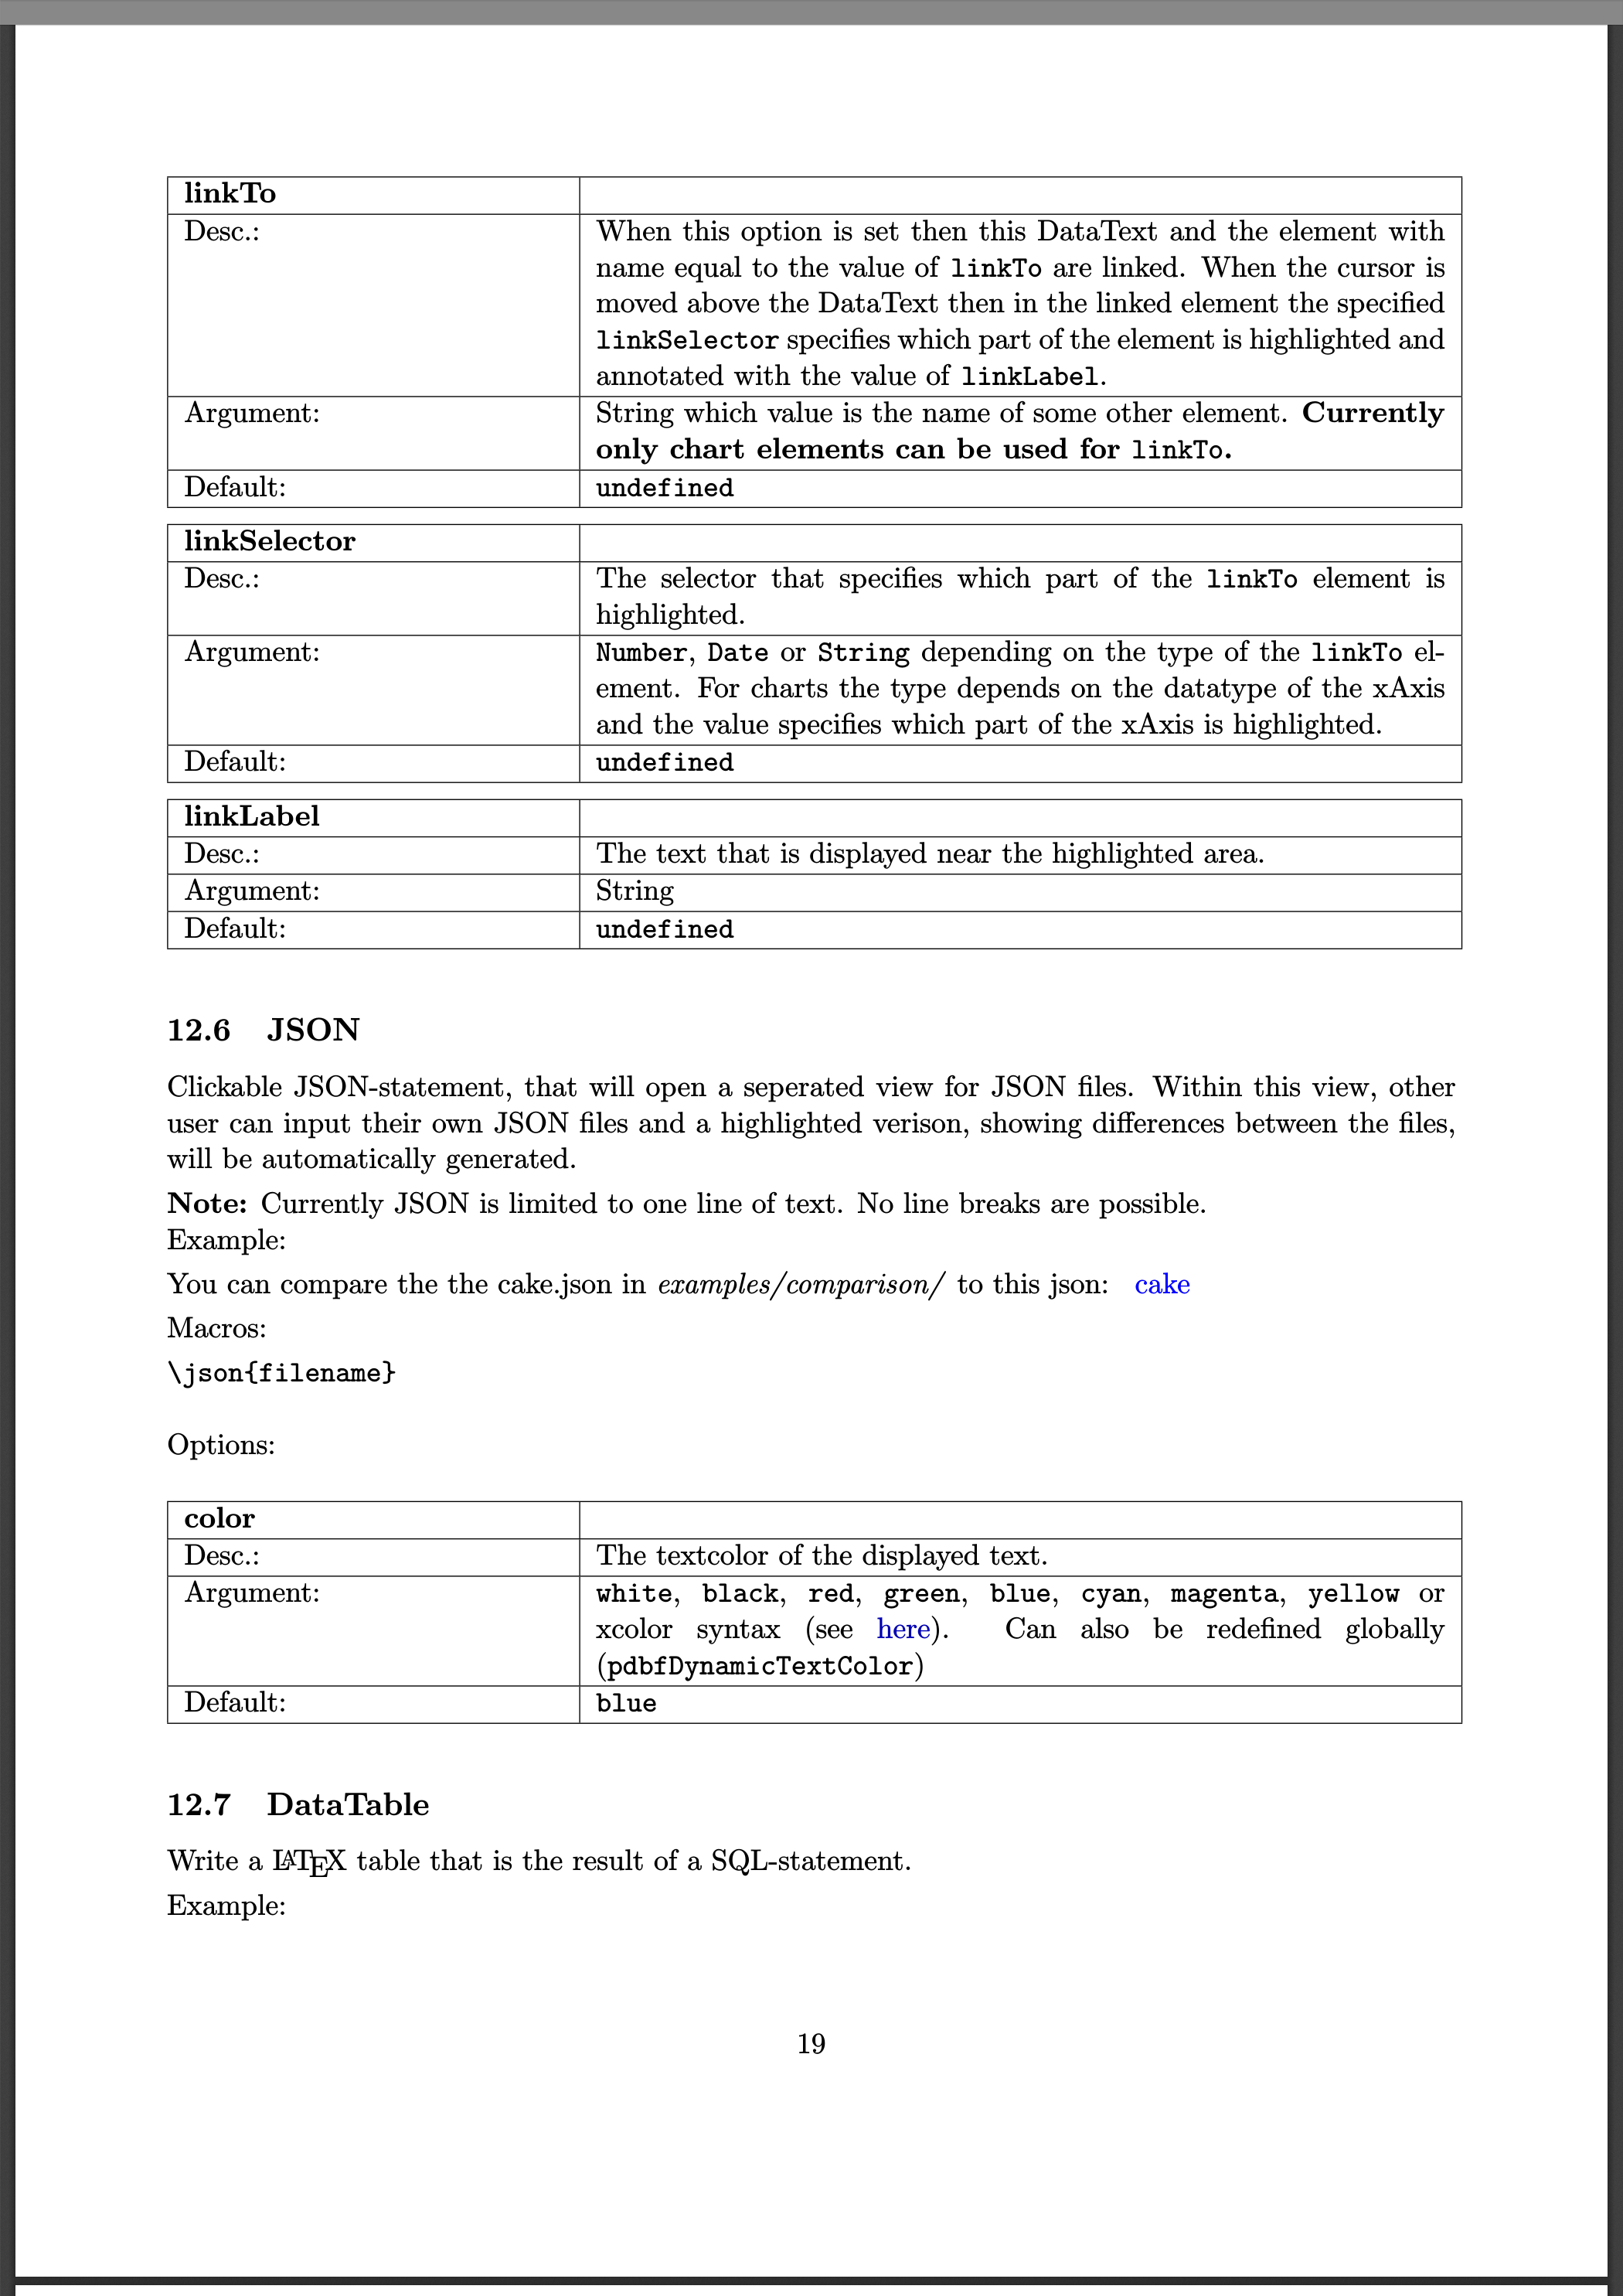 linkTo
Desc.: When this option is set then this DataText and the element with
name equal to the value of linkTo are linked. When the cursor is
moved above the DataText then in the linked element the specified
linkSelector specifies which part of the element is highlighted and
annotated with the value of linkLabel.
Argument: String which value is the name of some other element. Currently
only chart elements can be used for linkTo.
Default: undefined
linkSelector
Desc.: The selector that specifies which part of the linkTo element is
highlighted.
Argument: Number, Date or String depending on the type of the linkTo el-
ement. For charts the type depends on the datatype of the xAxis
and the value specifies which part of the xAxis is highlighted.
Default: undefined
linkLabel
Desc.: The text that is displayed near the highlighted area.
Argument: String
Default: undefined
12.6 JSON
Clickable JSON-statement, that will open a seperated view for JSON files. Within this view, other
user can input their own JSON files and a highlighted verison, showing differences between the files,
will be automatically generated.
Note: Currently JSON is limited to one line of text. No line breaks are possible.
Example:
You can compare the the cake.json in examples/comparison/ to this json: cake
Macros:
\json{filename}
Options:
color
Desc.: The textcolor of the displayed text.
Argument: white, black, red, green, blue, cyan, magenta, yellow or
xcolor syntax (see here). Can also be redefined globally
(pdbfDynamicTextColor)
Default: blue
12.7 DataTable
Write a LATEX table that is the result of a SQL-statement.
Example:
19